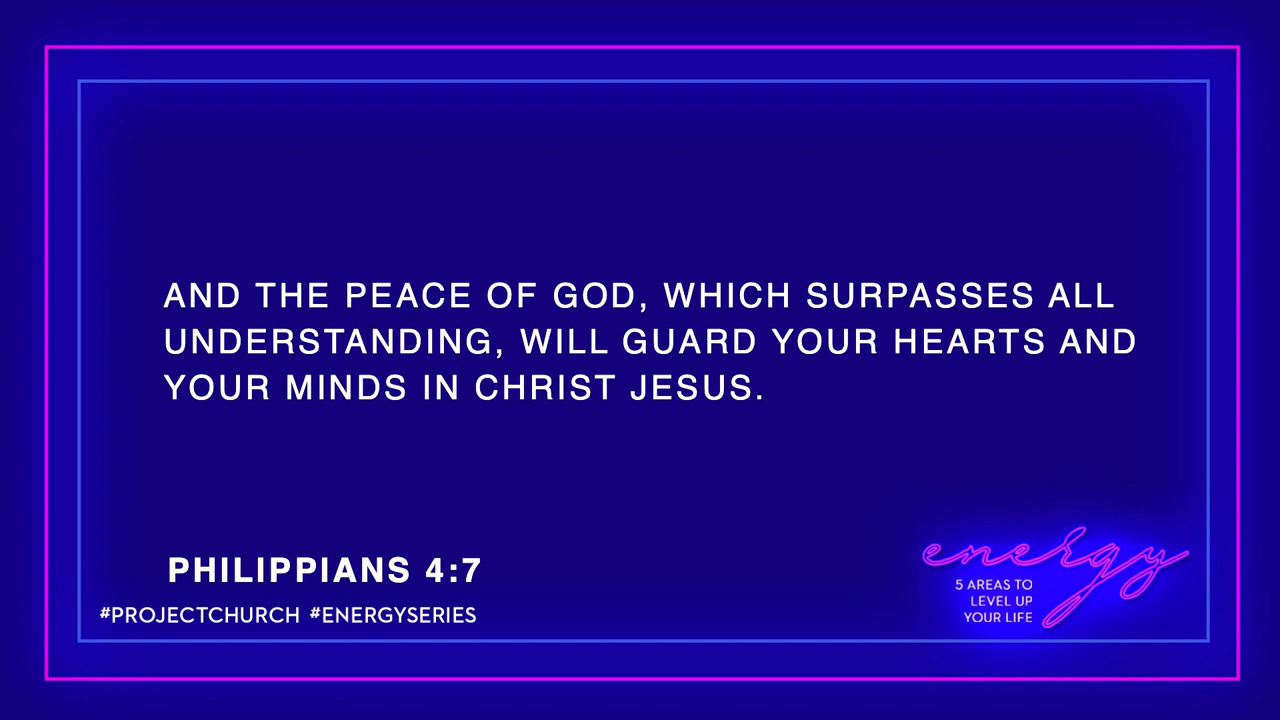 AND THE PEACE OF GOD, WHICH SURPASSES ALL
UNDERSTANDING, WILL GUARD YOUR HEARTS AND
YOUR MINDS IN CHRIST JESUS.
PHILIPPIANS 4:7
#PROJECTCHURCH #ENERGYSERIES
energy
5 AREAS TO
LEVEL UP
YOUR LIFE